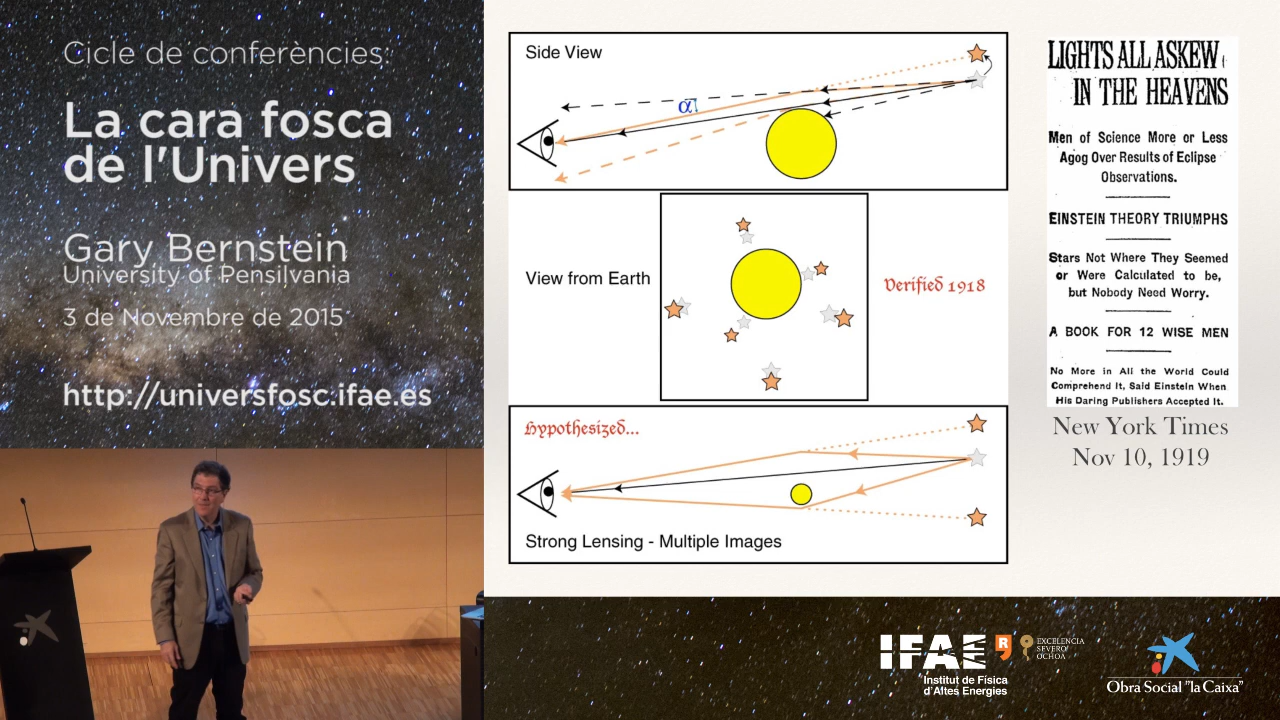 Cicle de conferències:
La cara fosca
de l'Univers
Gary Bernstein
University of Pensilvania
3 de Novembre de 2015
http://universfosc.ifae.es
Side View
α
View from Earth
Verified 1918
Hypothesized...
Strong Lensing - Multiple Images
LIGHTS ALL ASKEW
IN THE HEAVENS
Men of Science More or Less
Agog Over Results of Eclipse
Observations.
EINSTEIN THEORY TRIUMPHS
Stars Not Where They Seemed
or Were Calculated to be,
but Nobody Need Worry.
A BOOK FOR 12 WISE MEN
No More in All the World Could
Comprehend It, Said Einstein When
His Daring Publishers Accepted It.
New York Times
Nov 10, 1919
IFAE
Institut de Física
d'Altes Energies
EXCELENCIA
SEVERO
OCHOA
Obra Social "la Caixa"